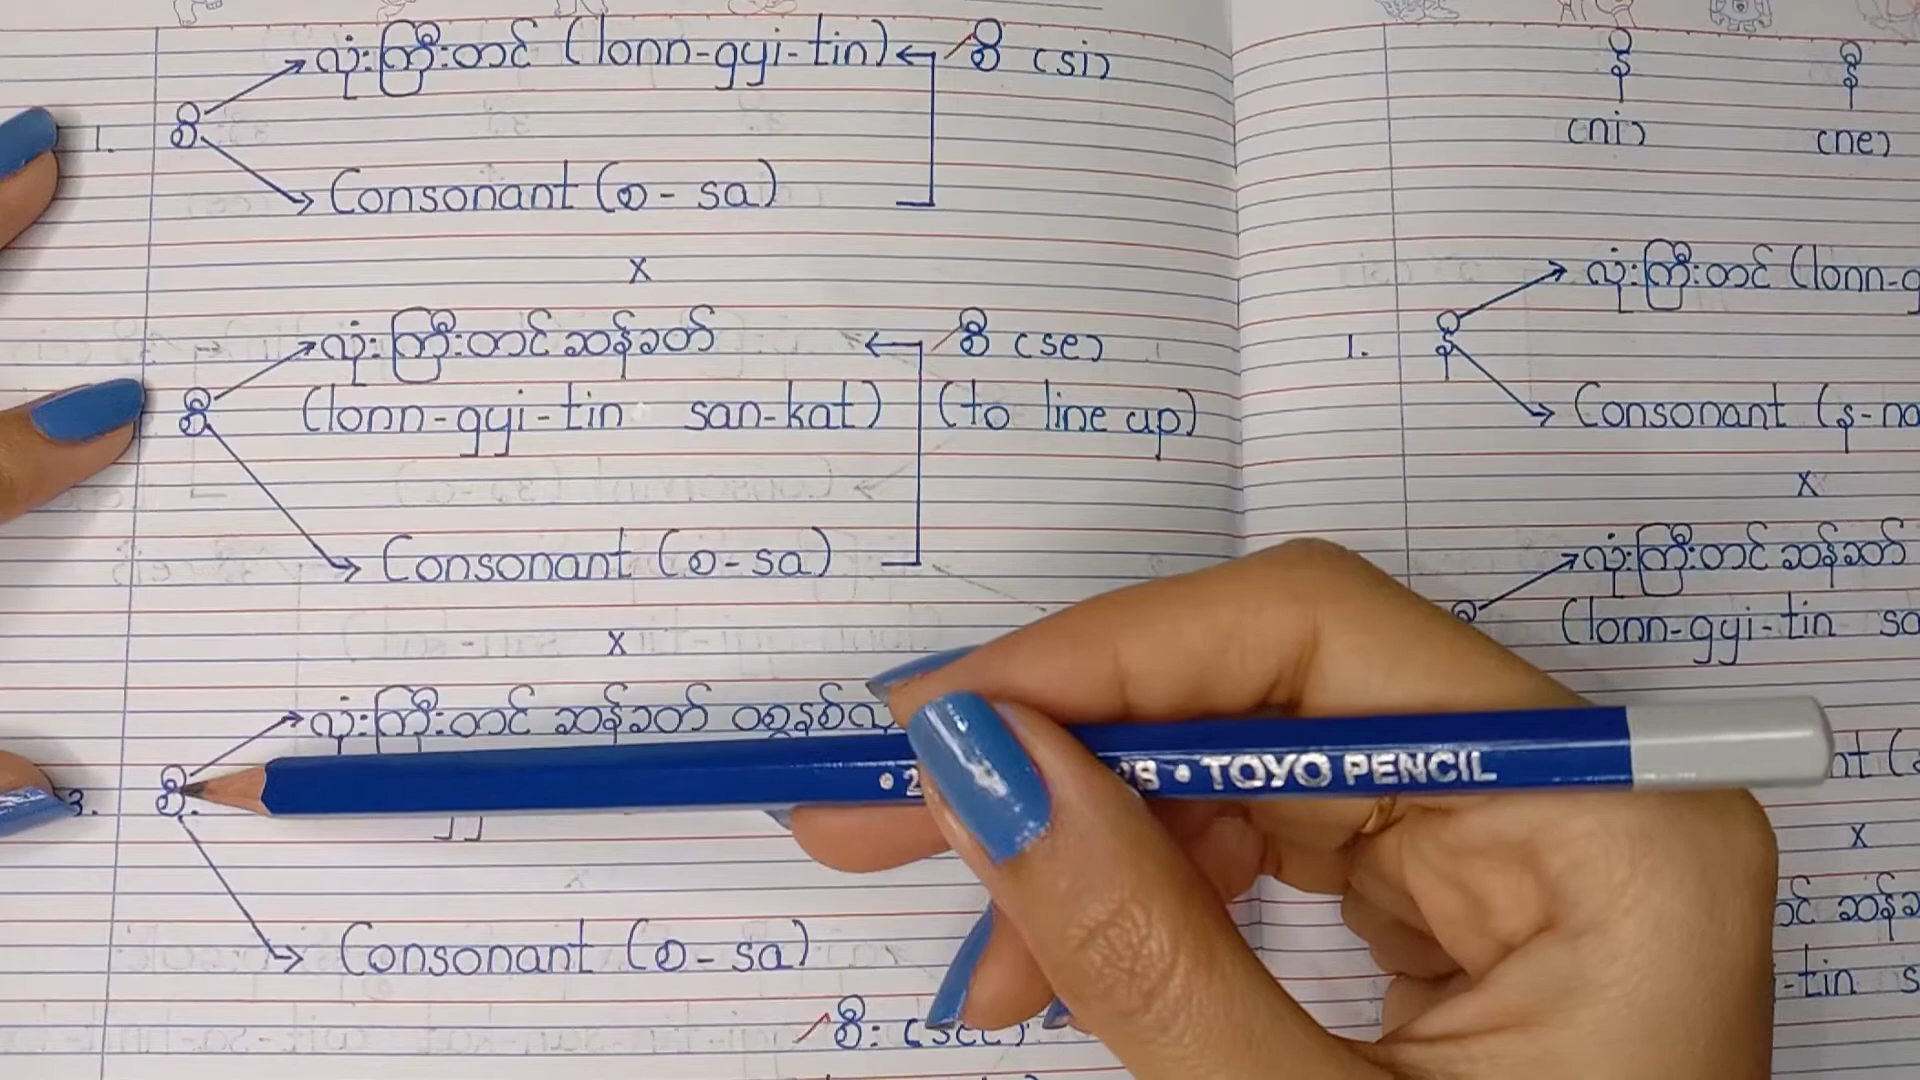 1. စိ လုံးကြီးတင် (lonn-gyi-tin) ← စိ (si)
Consonant (စ - sa)
x
စီ လုံးကြီးတင်ဆန်ခတ် ← စီ (se)
(lonn-gyi-tin san-kat) (to line up)
Consonant (စ - sa)
x
လုံးကြီးတင် ဆန်ခတ်
3.
TOYO PENCIL
Consonant (စ - sa)
စီး
(ni) (ne)
လုံးကြီးတင်
1. နိ
Consonant (န-
x
လုံးကြီးတင် ဆန်ခတ်
(lonn-gyi-tin
x